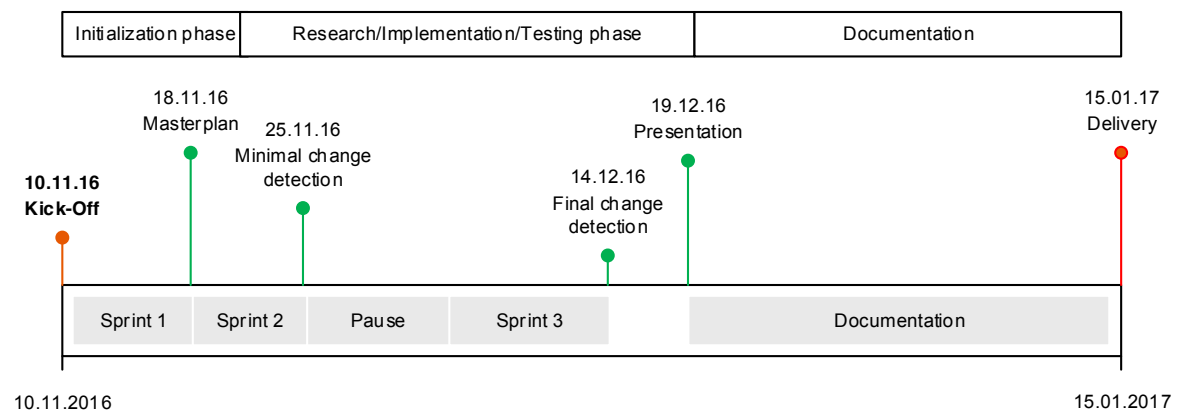 Initialization phase
Research/Implementation/Testing phase
Documentation
18.11.16
Masterplan
25.11.16
Minimal change
detection
10.11.16
Kick-Off
14.12.16
Final change
detection
19.12.16
Presentation
15.01.17
Delivery
Sprint 1
Sprint 2
Pause
Sprint 3
Documentation
10.11.2016
15.01.2017